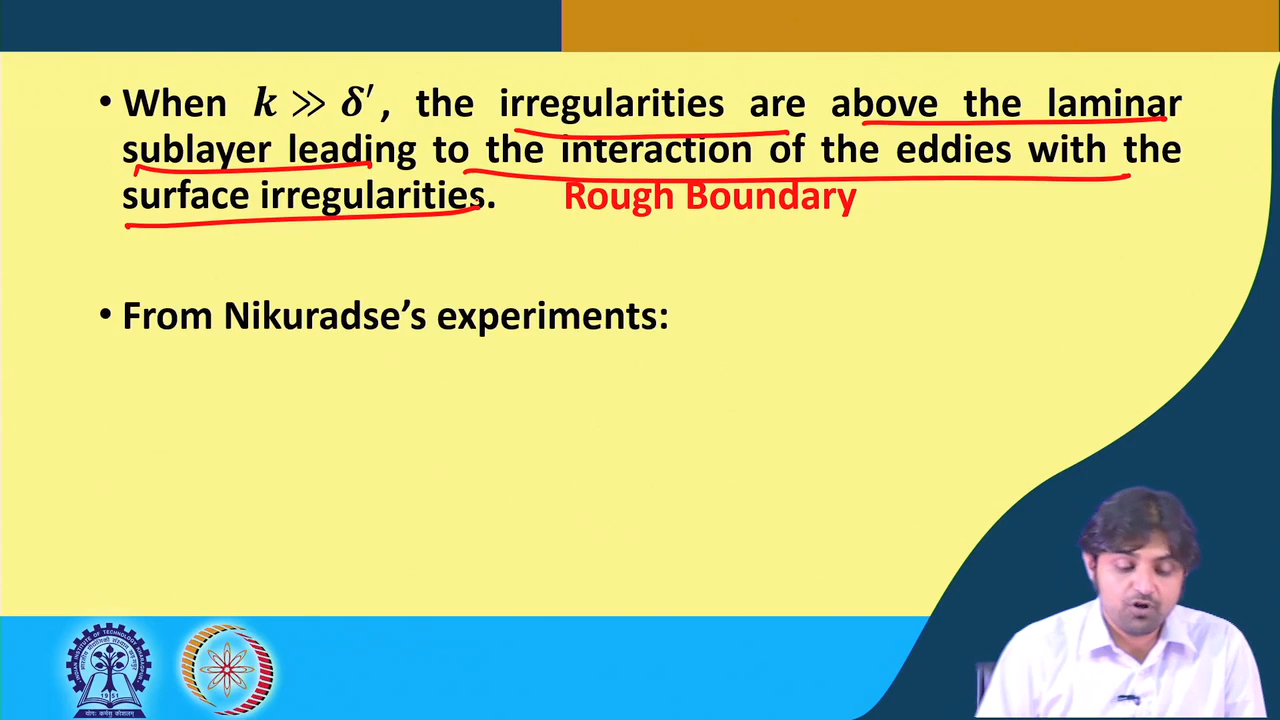 • When k ≫ δ′, the irregularities are above the laminar
sublayer leading to the interaction of the eddies with the
surface irregularities. Rough Boundary
• From Nikuradse’s experiments:
1951